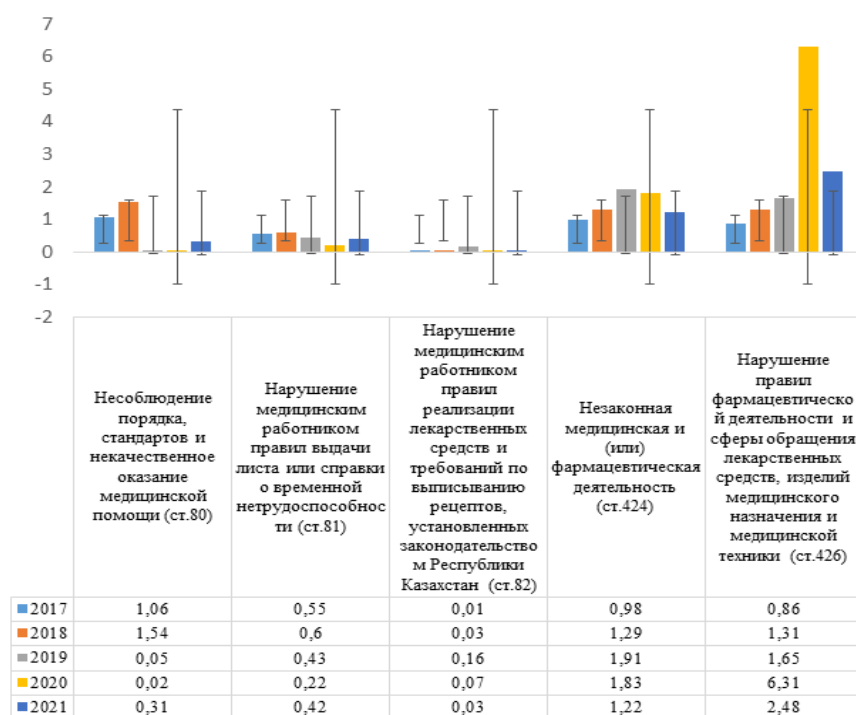 7
6
5
4
3
2
1
0
-1
-2
Несоблюдение
порядка,
стандартов и
некачественное
оказание
медицинской
помощи (ст.80)
Нарушение
медицинским
работником
правил выдачи
листа или справки
о временной
нетрудоспособнос
ти (ст.81)
Нарушение
медицинским
работником
правил
реализации
лекарственных
средств и
требований по
выписыванию
рецептов,
установленных
законодательство
м Республики
Казахстан (ст.82)
Незаконная
медицинская и
(или)
фармацевтическая
деятельность
(ст.424)
Нарушение
правил
фармацевтическо
й деятельности и
сферы обращения
лекарственных
средств, изделий
медицинского
назначения и
медицинской
техники (ст.426)
2017 1,06 0,55 0,01 0,98 0,86
2018 1,54 0,6 0,03 1,29 1,31
2019 0,05 0,43 0,16 1,91 1,65
2020 0,02 0,22 0,07 1,83 6,31
2021 0,31 0,42 0,03 1,22 2,48